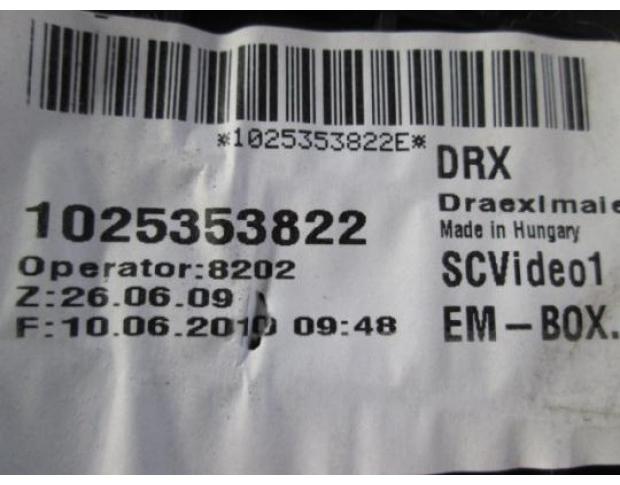 *1025353822E*
DRX
1025353822
Draexlmaie
Made in Hungary
Operator:8202
SCVideo1
Z:26.06.09
F:10.06.2010 09:48
EM-BOX.